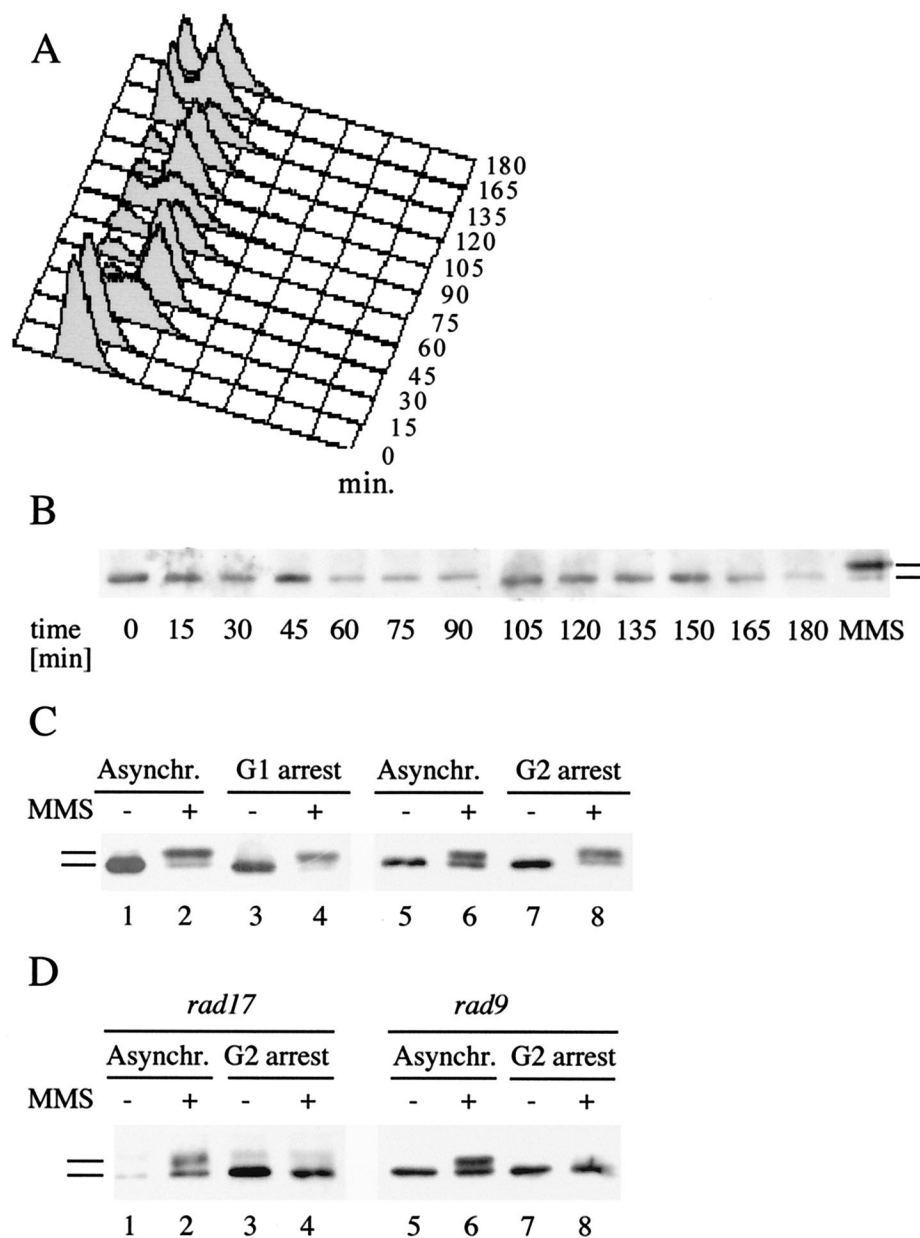 A
180
165
135
120
105
90
75
60
45
30
15
0
min.
B
time 0 15 30 45 60 75 90 105 120 135 150 165 180 MMS
[min]
C
Asynchr. G1 arrest Asynchr. G2 arrest
MMS - + - + - + - +
1 2 3 4 5 6 7 8
D
rad17 rad9
Asynchr. G2 arrest Asynchr. G2 arrest
MMS - + - + - + - +
1 2 3 4 5 6 7 8